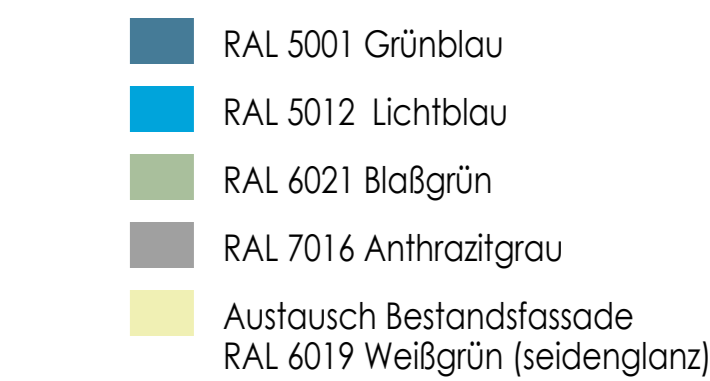 RAL 5001 Grünblau
RAL 5012  Lichtblau
RAL 6021 Blaßgrün
RAL 7016 Anthrazitgrau
Austausch Bestandsfassade
RAL 6019 Weißgrün (seidenglanz)